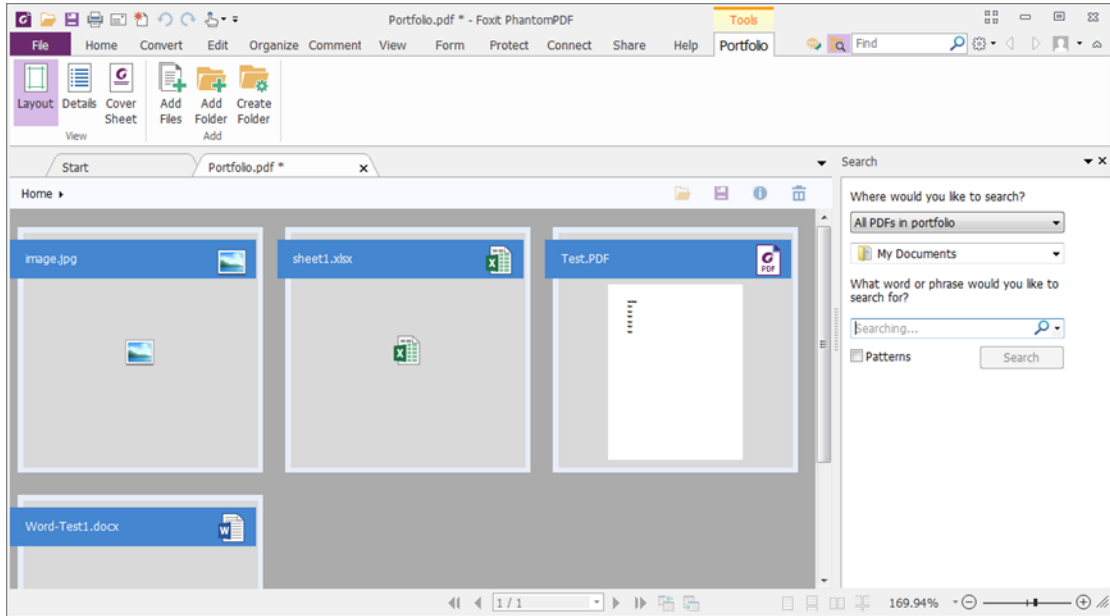 Portfolio.pdf * - Foxit PhantomPDF
Tools
File Home Convert Edit Organize Comment View Form Protect Connect Share Help Portfolio Find
Layout Details Cover Sheet Add Files Add Folder Create Folder
View Add
Start Portfolio.pdf * x
Search
Home
Where would you like to search?
All PDFs in portfolio
My Documents
What word or phrase would you like to
search for?
Searching...
Patterns Search
image.jpg
sheet1.xlsx
Test.PDF
PDF
Word-Test1.docx
1 / 1
169.94%